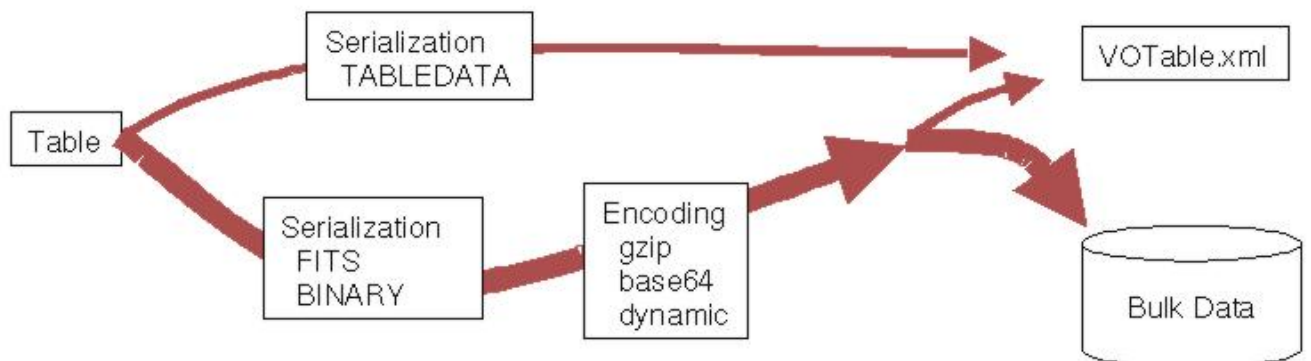 Serialization
TABLEDATA
VOTable.xml
Table
Serialization
FITS
BINARY
Encoding
gzip
base64
dynamic
Bulk Data